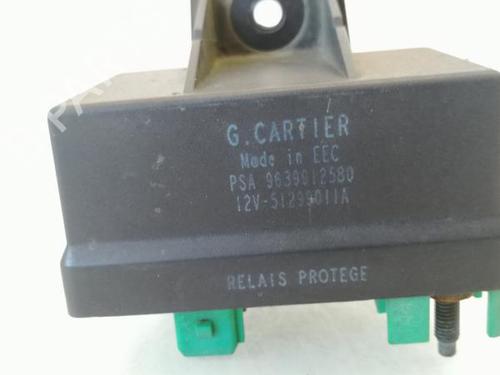 G.CARTIER
Made in EEC
PSA 9639912580
12V-51299011A
RELAIS PROTEGE